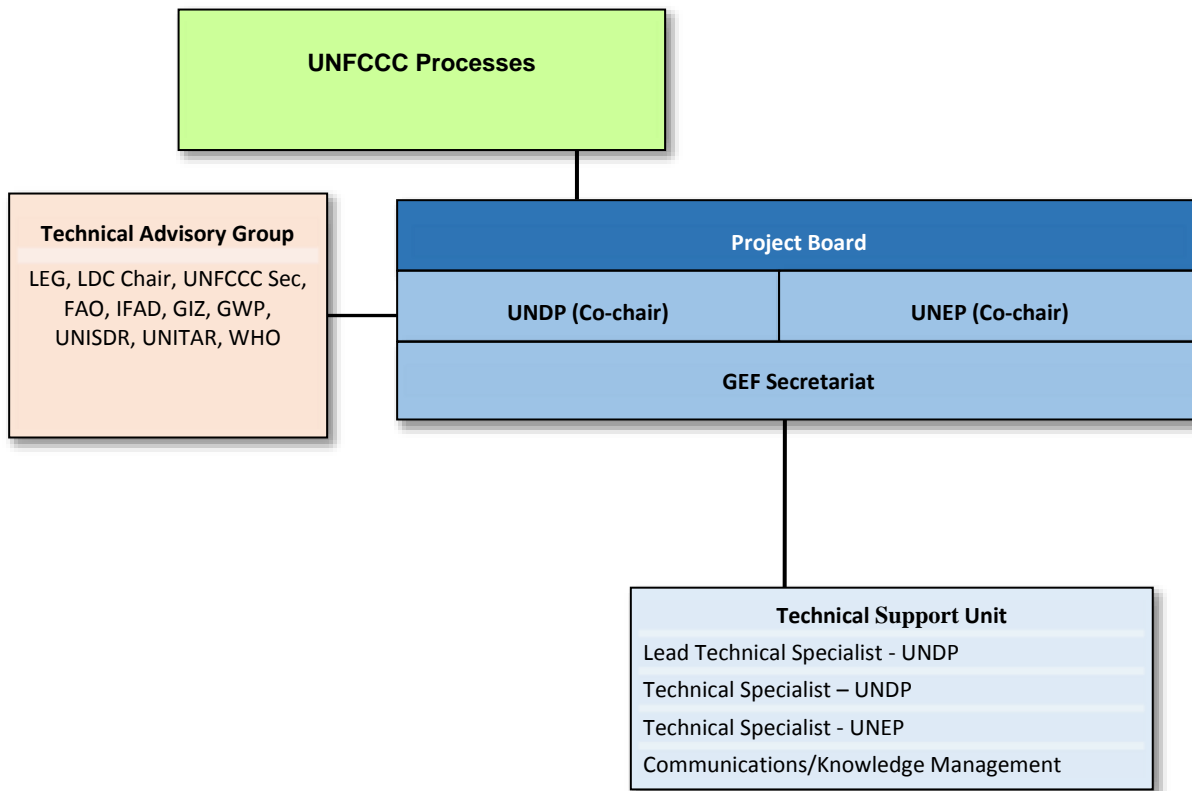 UNFCCC Processes
Technical Advisory Group
LEG, LDC Chair, UNFCCC Sec,
FAO, IFAD, GIZ, GWP,
UNISDR, UNITAR, WHO
Project Board
UNDP (Co-chair)
UNEP (Co-chair)
GEF Secretariat
Technical Support Unit
Lead Technical Specialist - UNDP
Technical Specialist – UNDP
Technical Specialist - UNEP
Communications/Knowledge Management